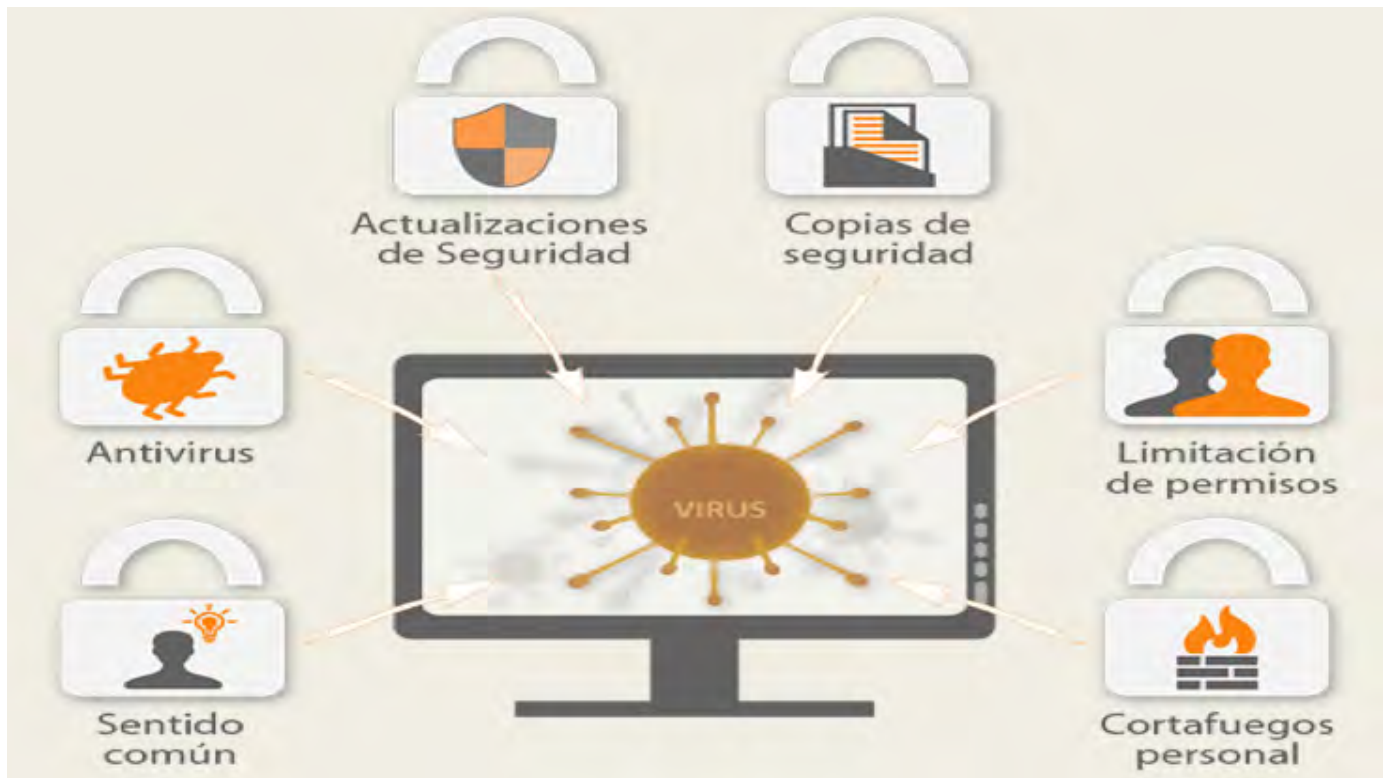 Actualizaciones
de Seguridad
Copias de
seguridad
Antivirus
Limitación
de permisos
VIRUS
Sentido
común
Cortafuegos
personal